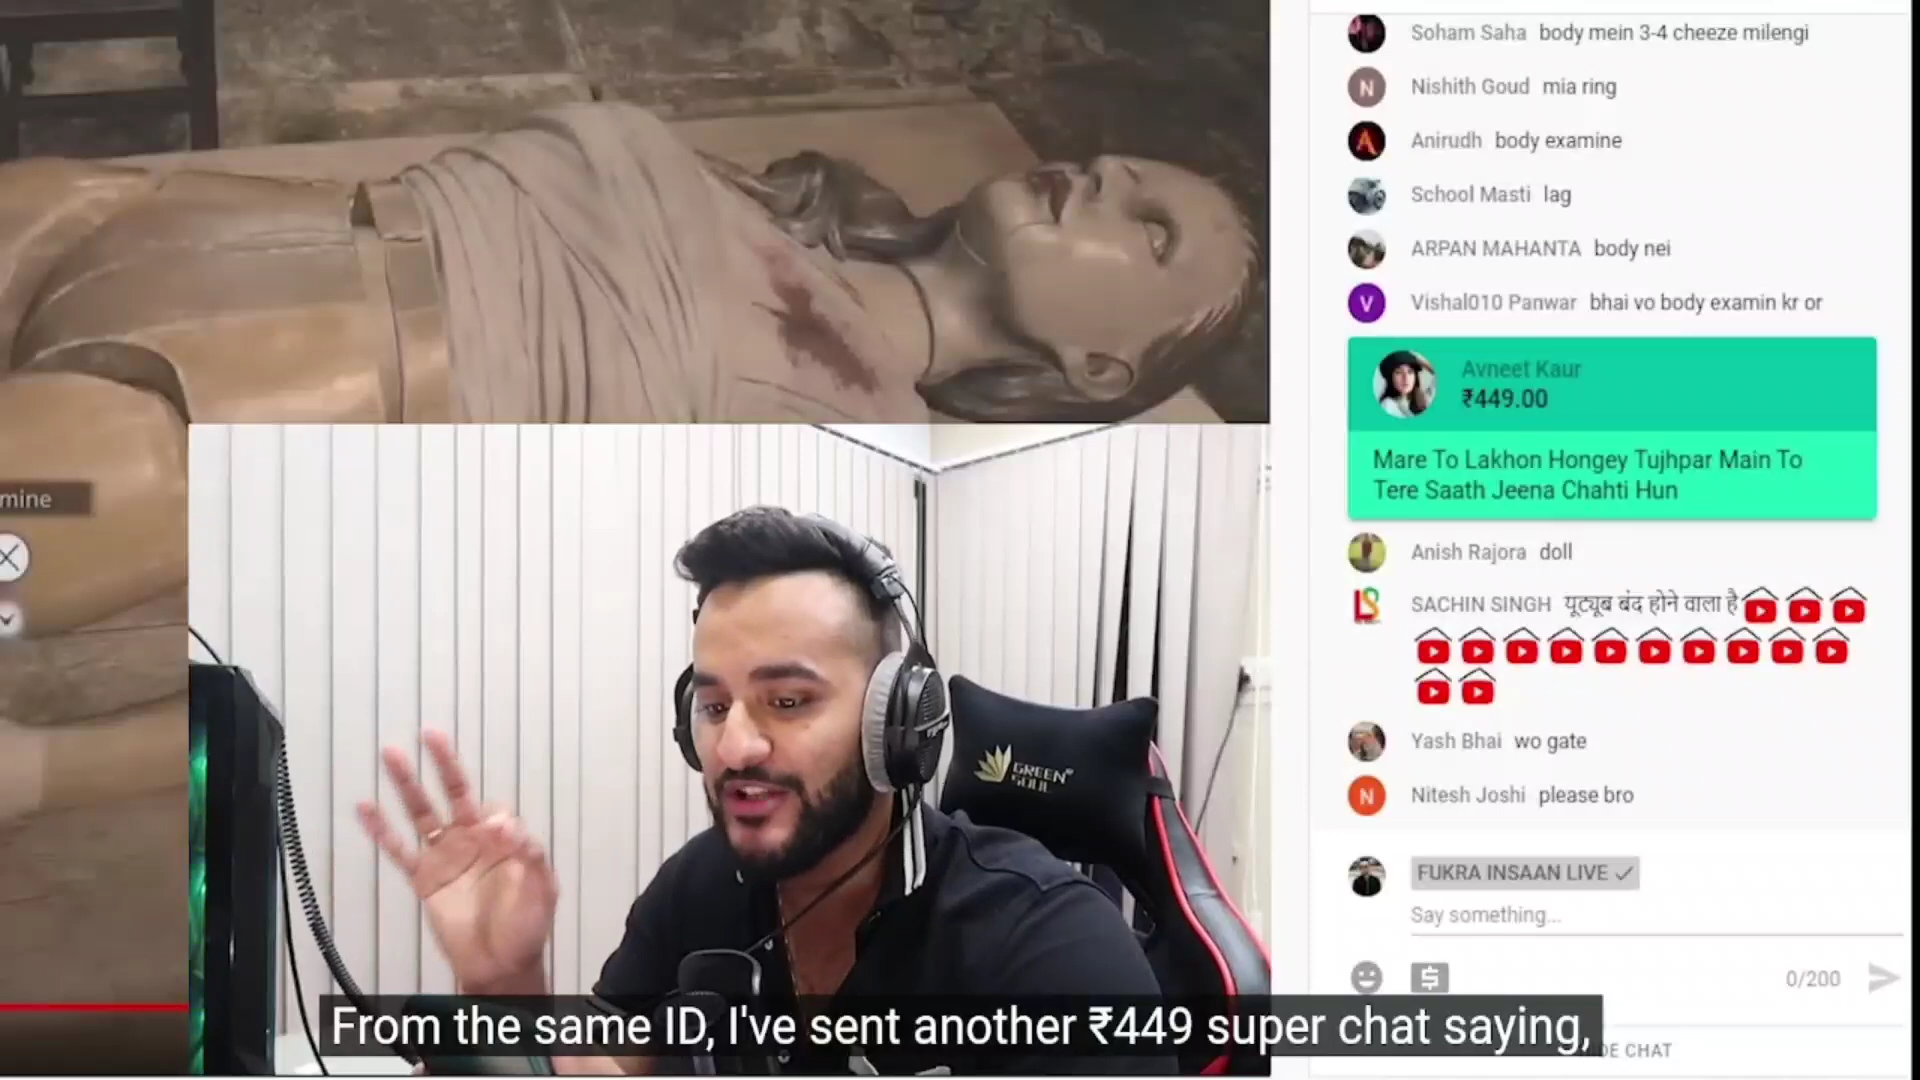 Soham Saha body mein 3-4 cheeze milengi
N Nishith Goud mia ring
Anirudh body examine
School Masti lag
ARPAN MAHANTA body nei
V Vishal010 Panwar bhai vo body examin kr or
Avneet Kaur
₹449.00
Mare To Lakhon Hongey Tujhpar Main To
Tere Saath Jeena Chahti Hun
mine
Anish Rajora doll
LS SACHIN SINGH यूट्यूब बंद होने वाला है
Yash Bhai wo gate
GREEN SOUL
N Nitesh Joshi please bro
FUKRA INSAAN LIVE
Say something...
0/200
From the same ID, I've sent another ₹449 super chat saying,
DE CHAT